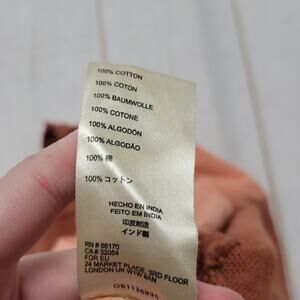 100% COTTON
100% COTON
100% BAUMWOLLE
100% COTONE
100% ALGODÓN
100% ALGODÃO
100% 棉
100% コットン
HECHO EN INDIA
FEITO EM INDIA
印度制造
インド製
RN # 66170
CA # 32054
FOR EU
24 MARKET PLACE, 3RD FLOOR
LONDON UK W1W 8AN